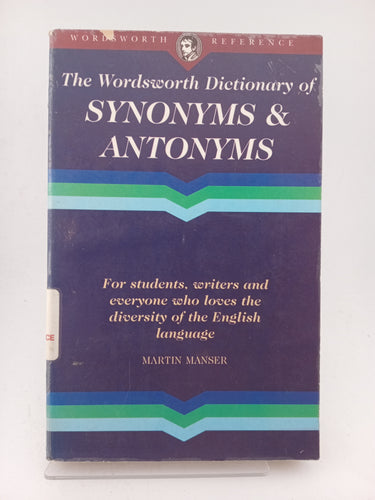 WORDSWORTH REFERENCE
The Wordsworth Dictionary of
SYNONYMS &
ANTONYMS
For students, writers and
everyone who loves the
diversity of the English
language
MARTIN MANSER